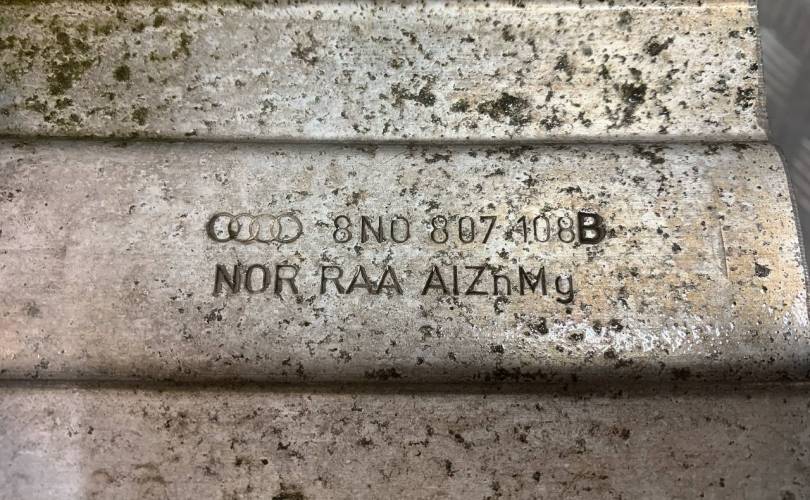 8N0 807 108B
NOR RAA AlZnMg